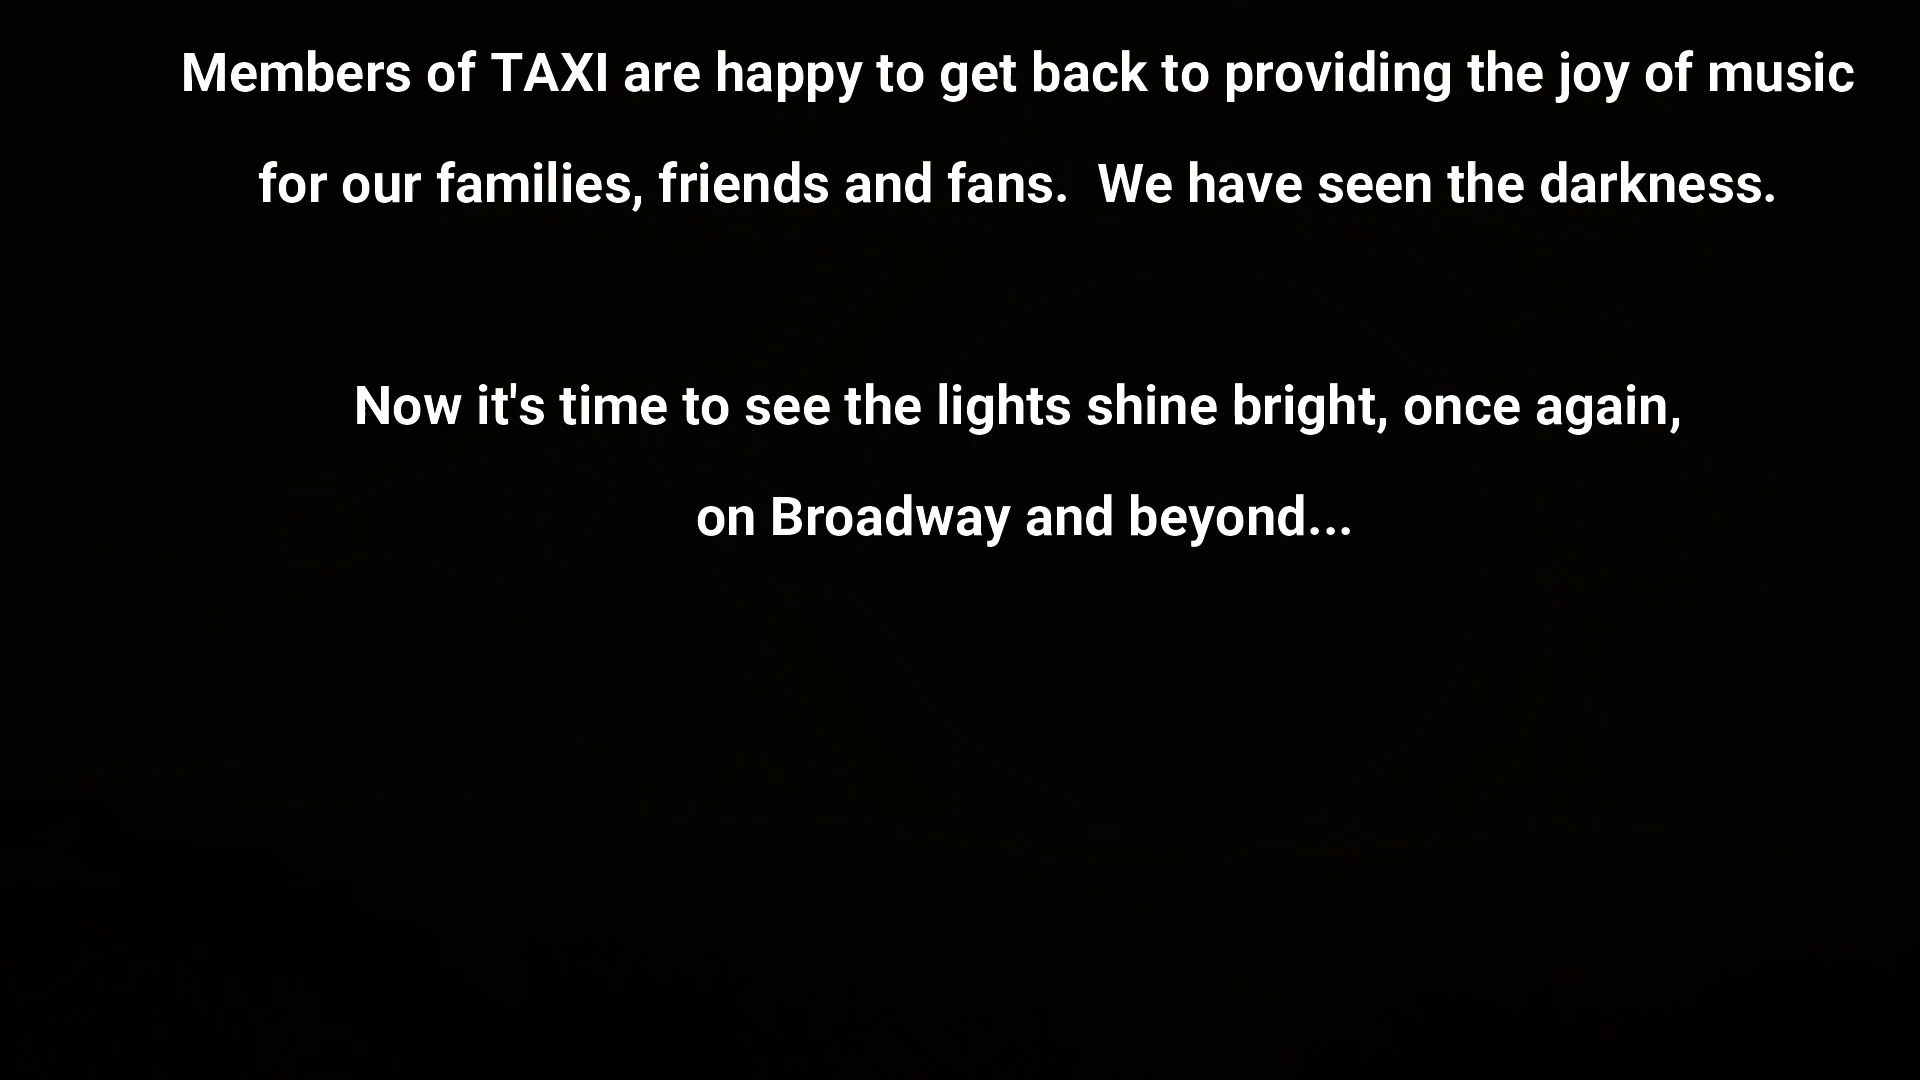 Members of TAXI are happy to get back to providing the joy of music
for our families, friends and fans.  We have seen the darkness.
Now it's time to see the lights shine bright, once again,
on Broadway and beyond...